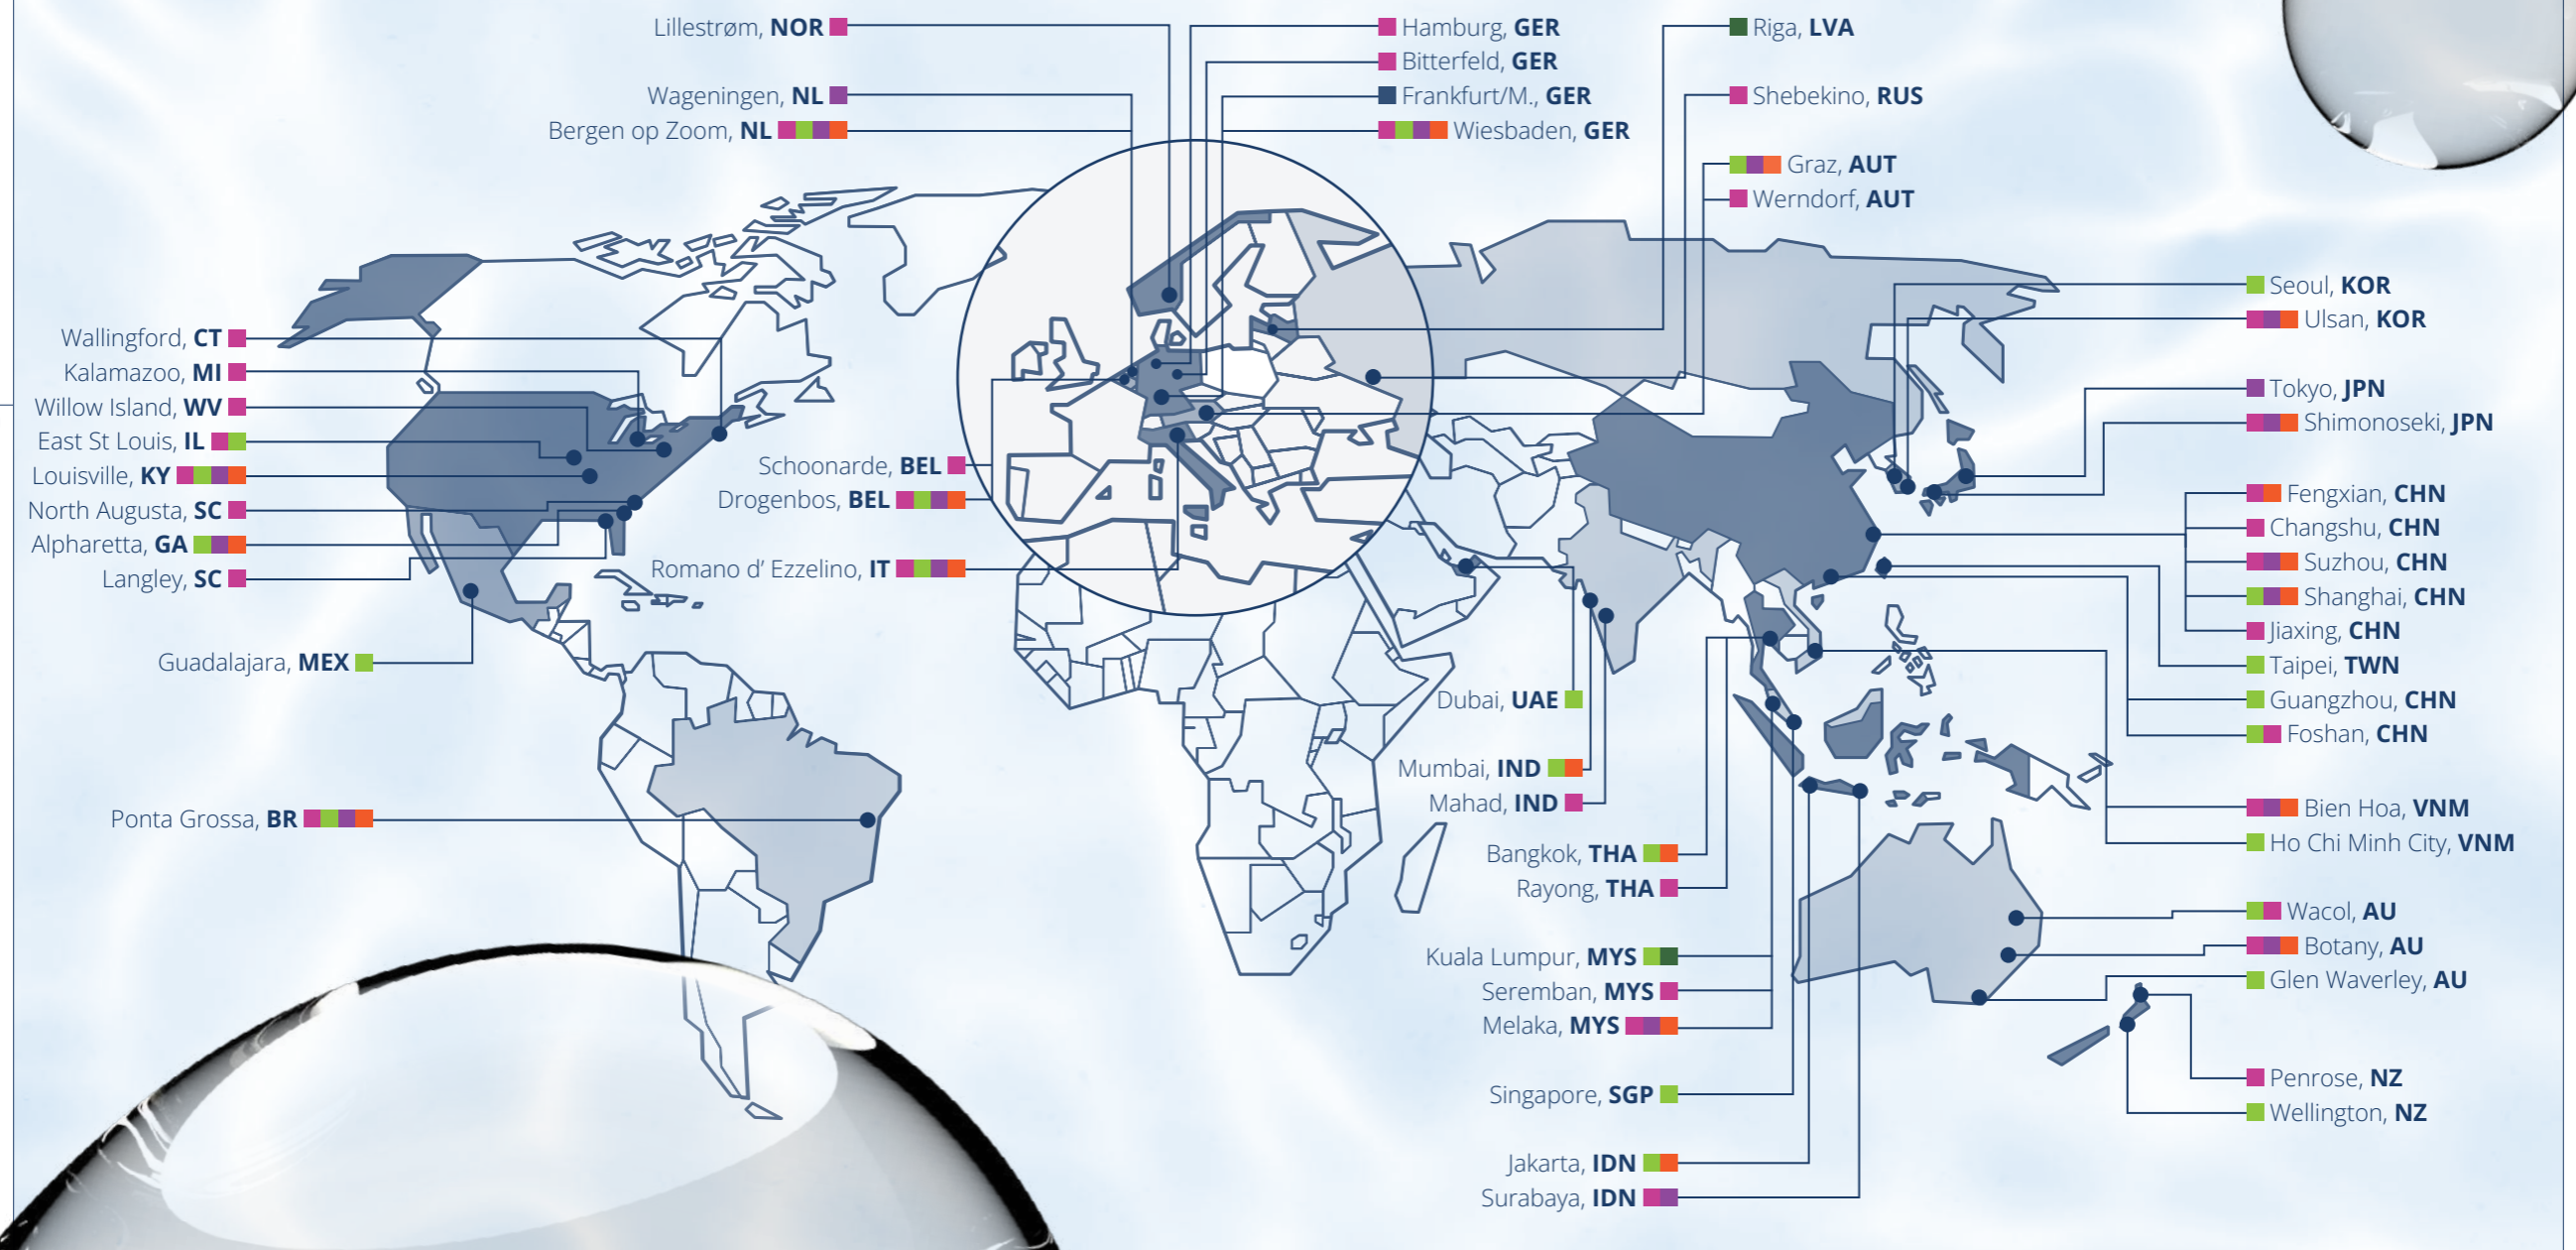 Lillestrøm, NOR
Wageningen, NL
Bergen op Zoom, NL
Hamburg, GER
Bitterfeld, GER
Frankfurt/M., GER
Wiesbaden, GER
Riga, LVA
Shebekino, RUS
Graz, AUT
Werndorf, AUT
Wallingford, CT
Kalamazoo, MI
Willow Island, WV
East St Louis, IL
Louisville, KY
North Augusta, SC
Alpharetta, GA
Langley, SC
Guadalajara, MEX
Ponta Grossa, BR
Schoonarde, BEL
Drogenbos, BEL
Romano d’ Ezzelino, IT
Dubai, UAE
Mumbai, IND
Mahad, IND
Bangkok, THA
Rayong, THA
Kuala Lumpur, MYS
Seremban, MYS
Melaka, MYS
Singapore, SGP
Jakarta, IDN
Surabaya, IDN
Seoul, KOR
Ulsan, KOR
Tokyo, JPN
Shimonoseki, JPN
Fengxian, CHN
Changshu, CHN
Suzhou, CHN
Shanghai, CHN
Jiaxing, CHN
Taipei, TWN
Guangzhou, CHN
Foshan, CHN
Bien Hoa, VNM
Ho Chi Minh City, VNM
Wacol, AU
Botany, AU
Glen Waverley, AU
Penrose, NZ
Wellington, NZ